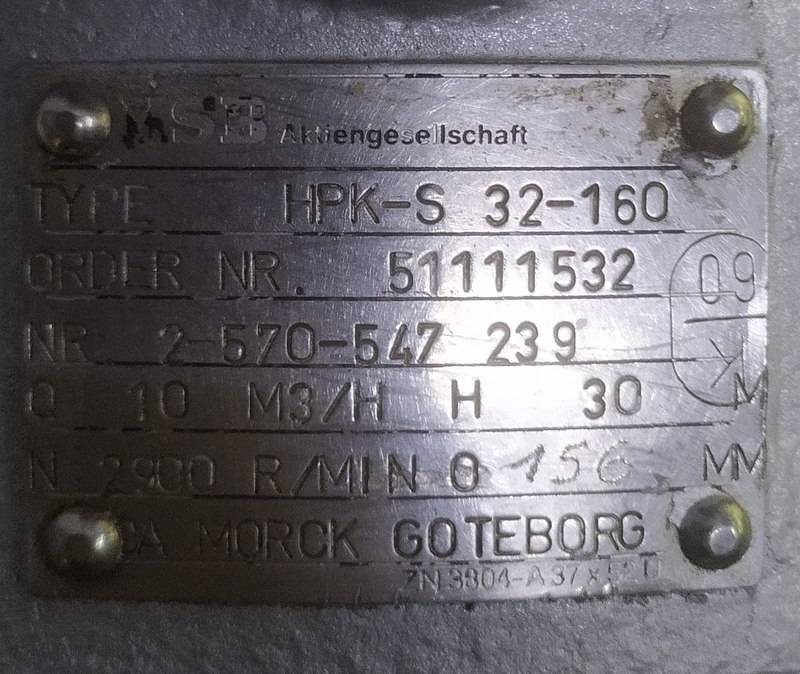 KSB Aktiengesellschaft
TYPE HPK-S 32-160
ORDER NR. 51111532
09
NR. 2-570-547 239
X
Q 10 M3/H H 30 M
N 2900 R/MIN O 156 MM
MORCK GOTEBORG